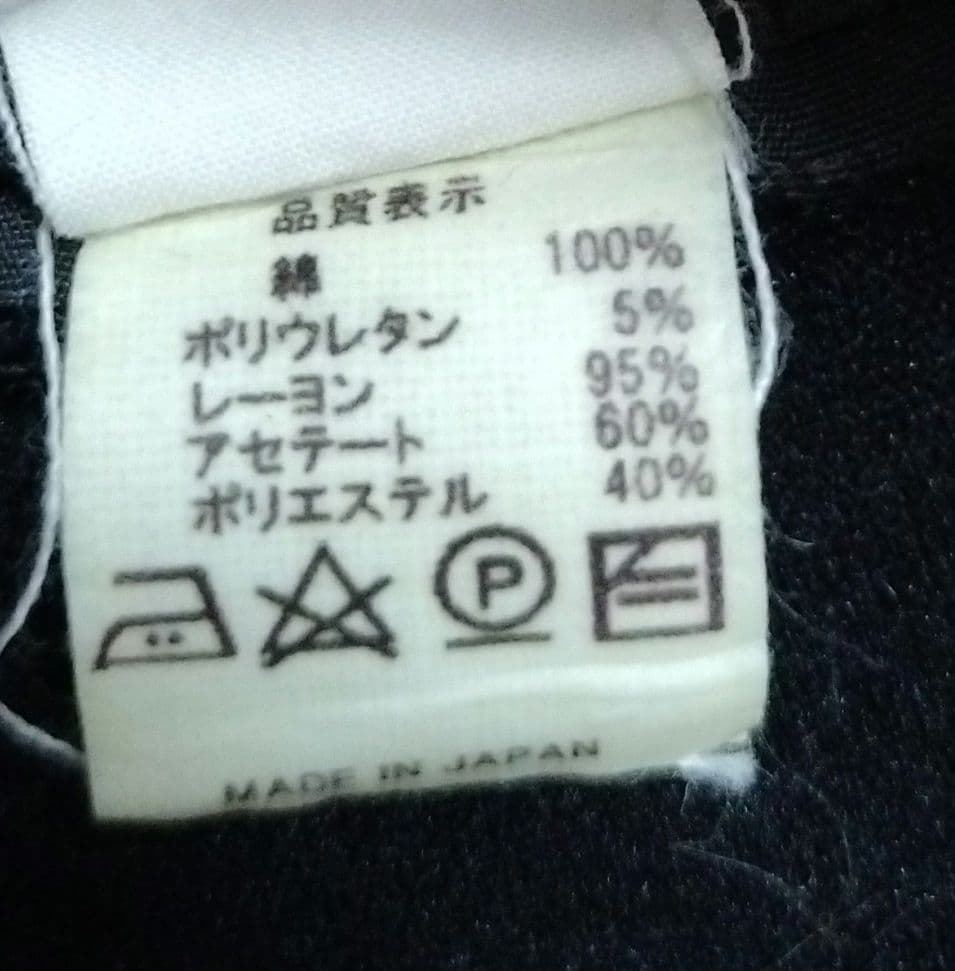 品質表示
綿 100%
ポリウレタン 5%
レーヨン 95%
アセテート 60%
ポリエステル 40%
P
MADE IN JAPAN